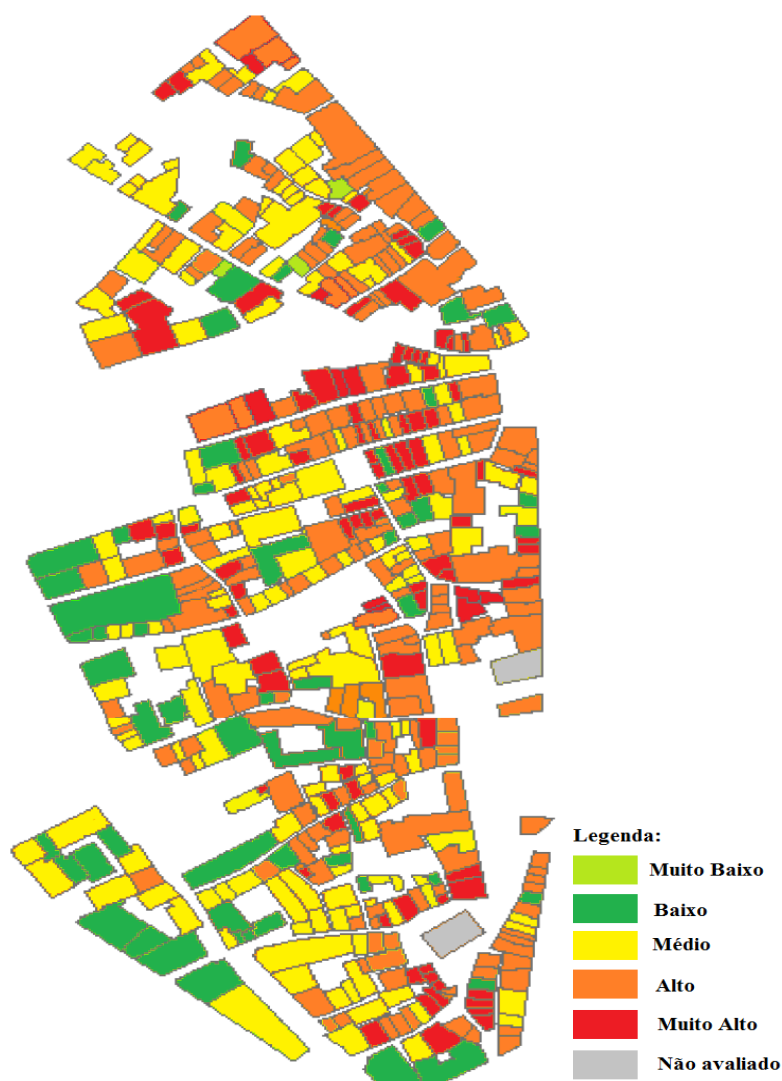 Legenda:
Muito Baixo
Baixo
Médio
Alto
Muito Alto
Não avaliado